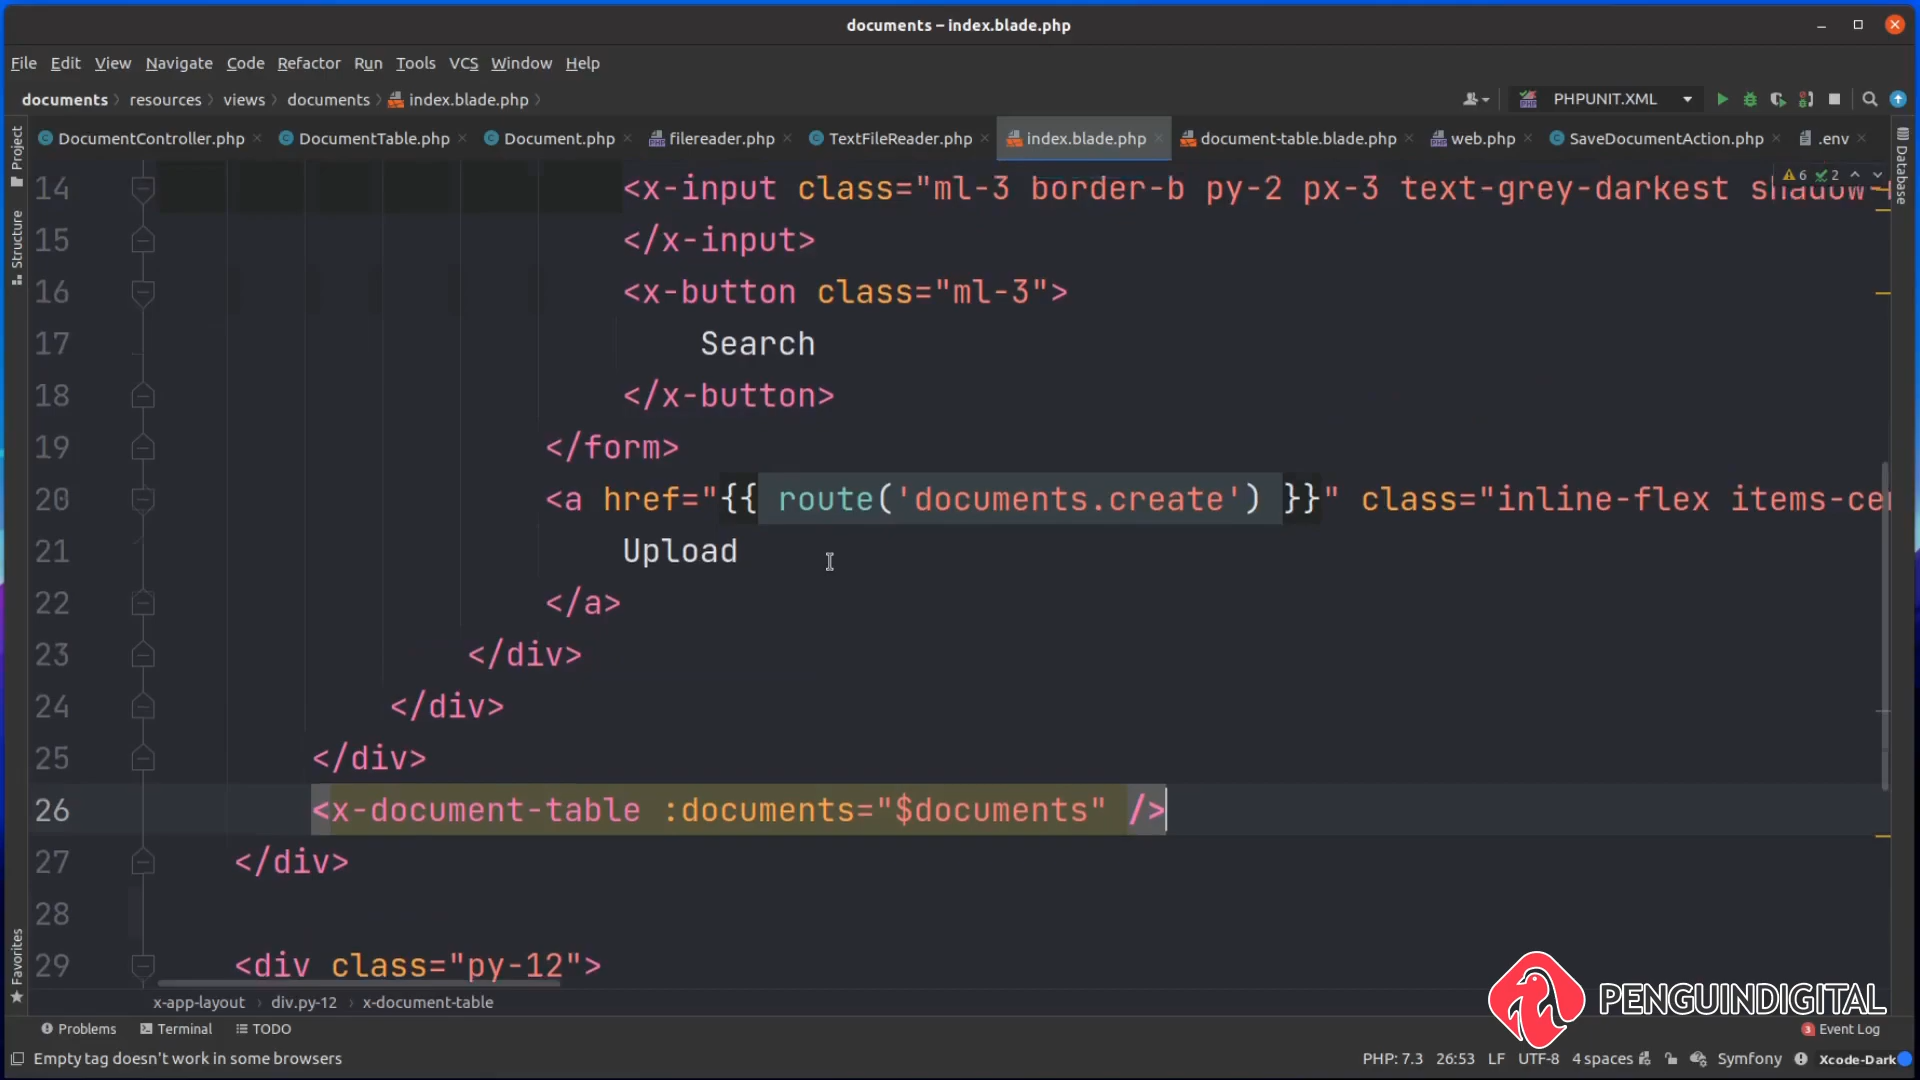 documents – index.blade.php
File Edit View Navigate Code Refactor Run Tools VCS Window Help
documents resources views documents index.blade.php PHPUNIT.XML
DocumentController.php DocumentTable.php Document.php filereader.php TextFileReader.php index.blade.php document-table.blade.php web.php SaveDocumentAction.php .env
Project
Structure
Favorites
Database
6 2
14 <x-input class="ml-3 border-b py-2 px-3 text-grey-darkest shadow-
15 </x-input>
16 <x-button class="ml-3">
17 Search
18 </x-button>
19 </form>
20 <a href="{{ route('documents.create') }}" class="inline-flex items-ce
21 Upload
22 </a>
23 </div>
24 </div>
25 </div>
26 <x-document-table :documents="$documents" />
27 </div>
28
29 <div class="py-12">
PENGUINDIGITAL
x-app-layout div.py-12 x-document-table
Problems Terminal TODO 3 Event Log
Empty tag doesn't work in some browsers PHP: 7.3 26:53 LF UTF-8 4 spaces Symfony Xcode-Dark